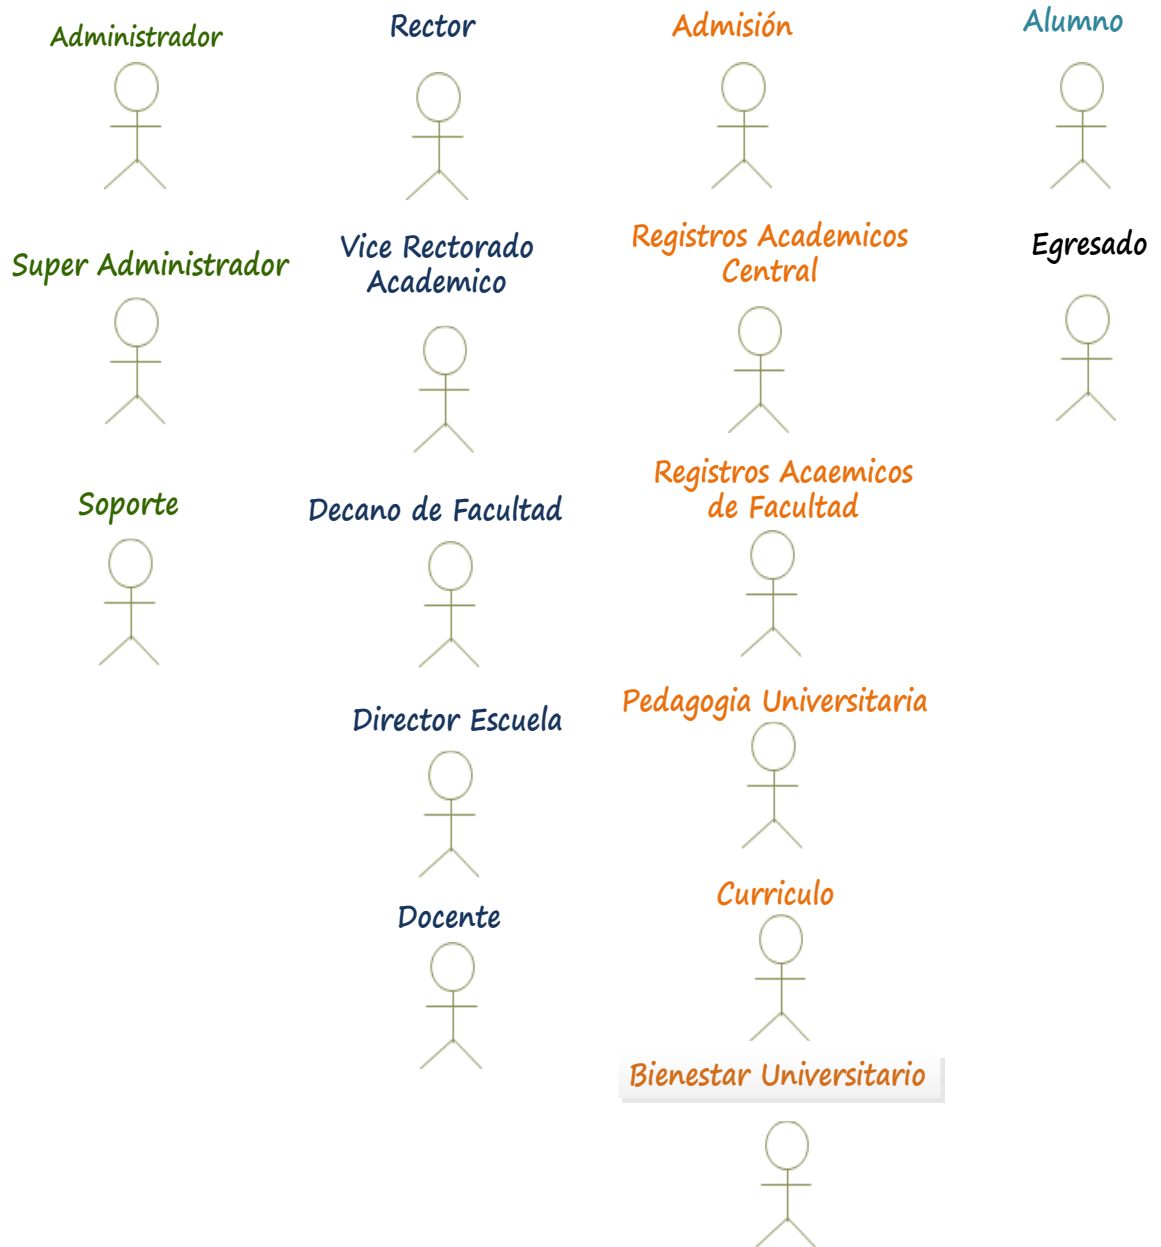 Administrador
Rector
Admisión
Alumno
Super Administrador
Vice Rectorado
Academico
Registros Academicos
Central
Egresado
Soporte
Decano de Facultad
Registros Acaemicos
de Facultad
Director Escuela
Pedagogia Universitaria
Docente
Curriculo
Bienestar Universitario